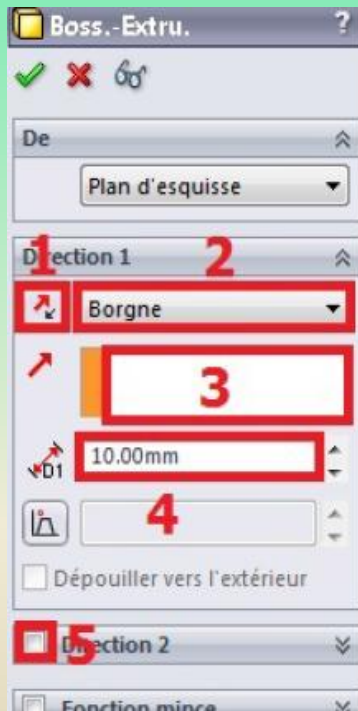 Boss.-Extru. ?
De
Plan d'esquisse
Direction 1
1 2
Borgne
3
D1 10.00mm
4
Dépouiller vers l'extérieur
5 Direction 2
Fonction mince